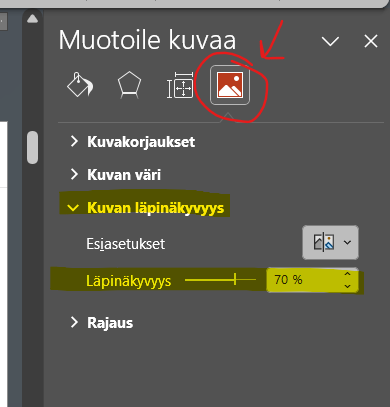 Muotoile kuvaa
Kuvakorjaukset
Kuvan väri
Kuvan läpinäkyvyys
Esiasetukset
Läpinäkyvyys 70 %
Rajaus